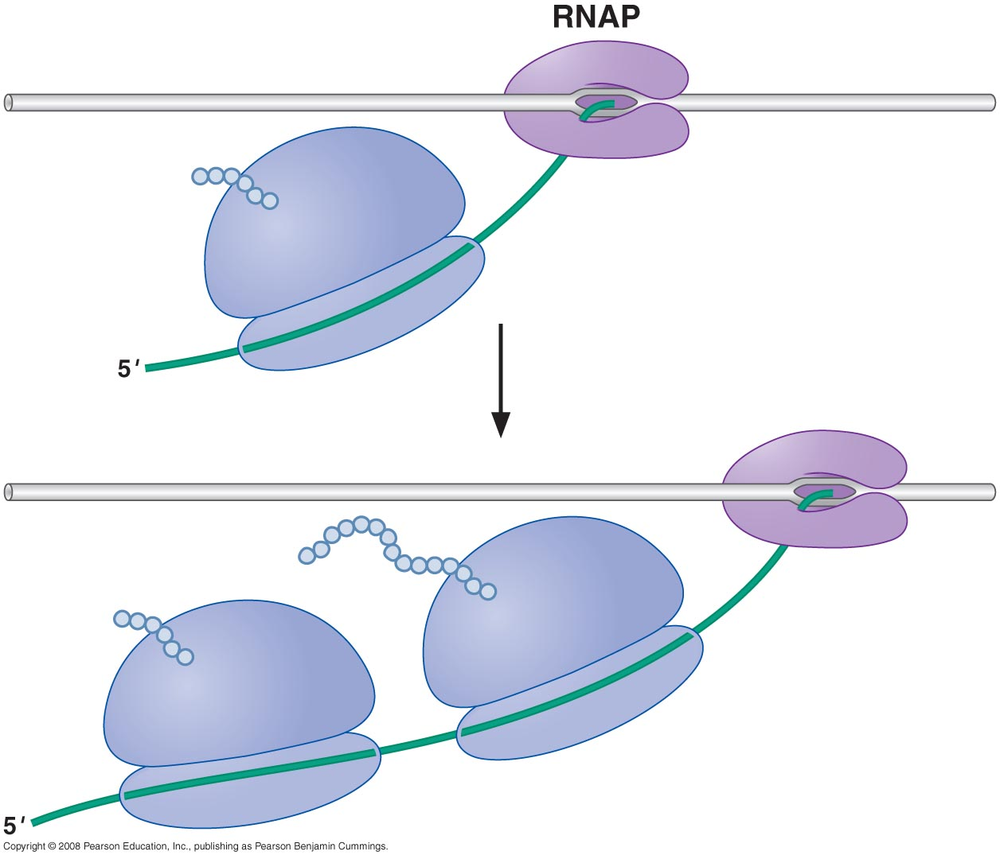 RNAP
5′
5′
Copyright © 2008 Pearson Education, Inc., publishing as Pearson Benjamin Cummings.